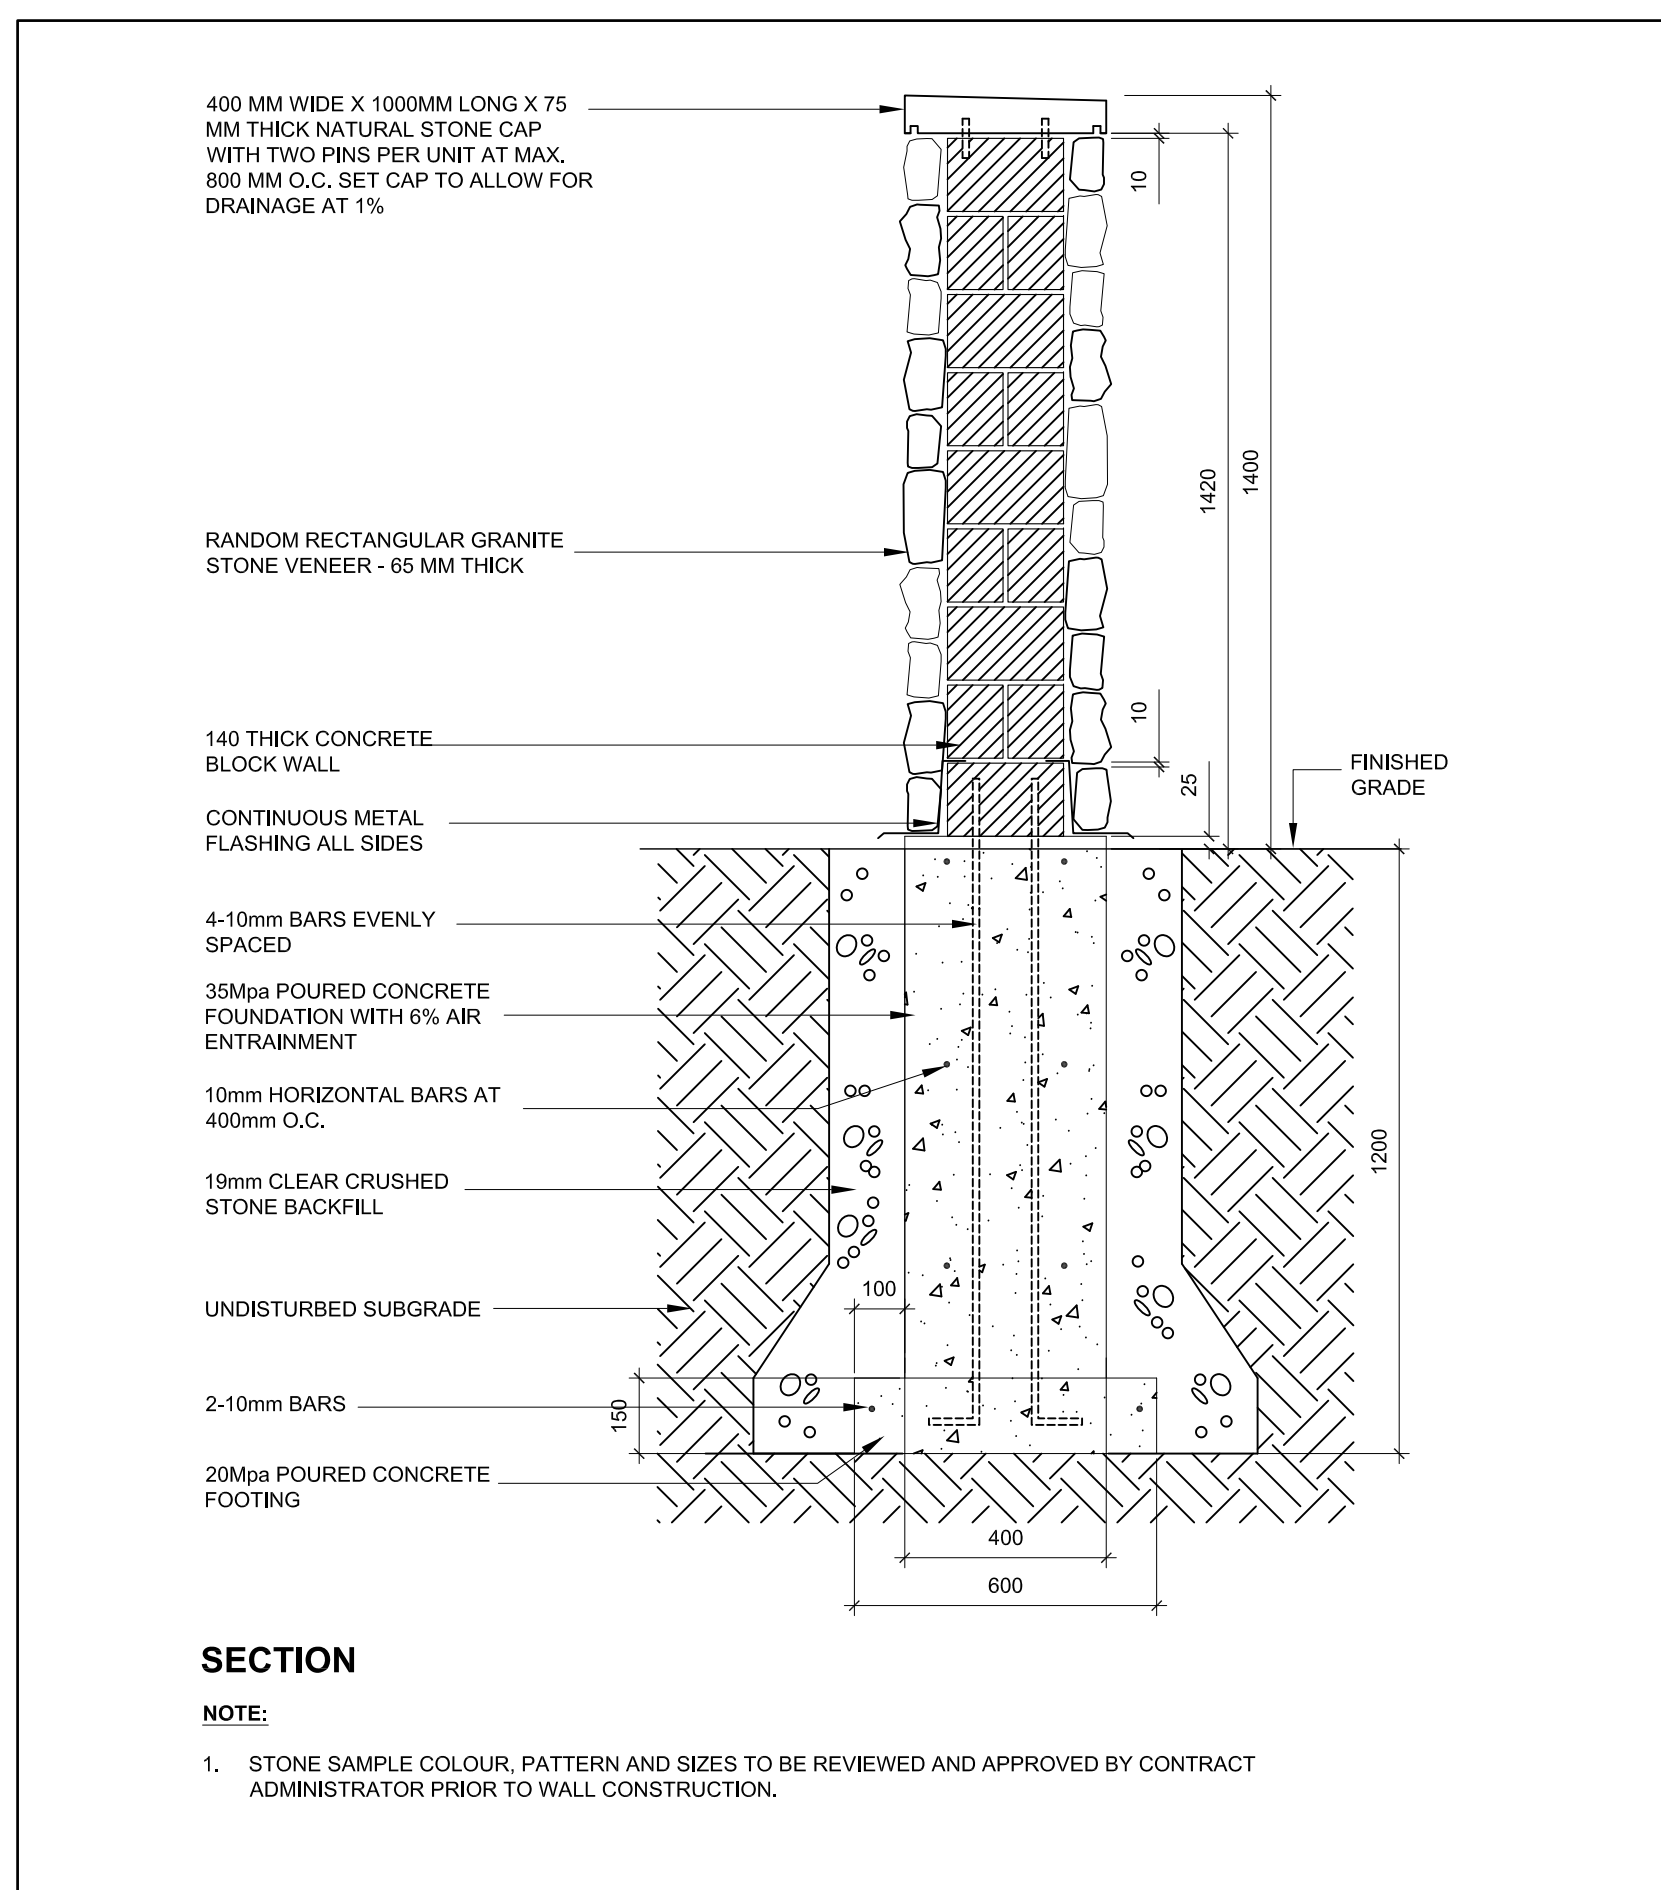 400 MM WIDE X 1000MM LONG X 75
MM THICK NATURAL STONE CAP
WITH TWO PINS PER UNIT AT MAX.
800 MM O.C. SET CAP TO ALLOW FOR
DRAINAGE AT 1%
10
1420
1400
RANDOM RECTANGULAR GRANITE
STONE VENEER - 65 MM THICK
10
140 THICK CONCRETE
BLOCK WALL
25
FINISHED
GRADE
CONTINUOUS METAL
FLASHING ALL SIDES
4-10mm BARS EVENLY
SPACED
35Mpa POURED CONCRETE
FOUNDATION WITH 6% AIR
ENTRAINMENT
10mm HORIZONTAL BARS AT
400mm O.C.
1200
19mm CLEAR CRUSHED
STONE BACKFILL
100
UNDISTURBED SUBGRADE
2-10mm BARS
150
20Mpa POURED CONCRETE
FOOTING
400
600
SECTION
NOTE:
1. STONE SAMPLE COLOUR, PATTERN AND SIZES TO BE REVIEWED AND APPROVED BY CONTRACT
ADMINISTRATOR PRIOR TO WALL CONSTRUCTION.